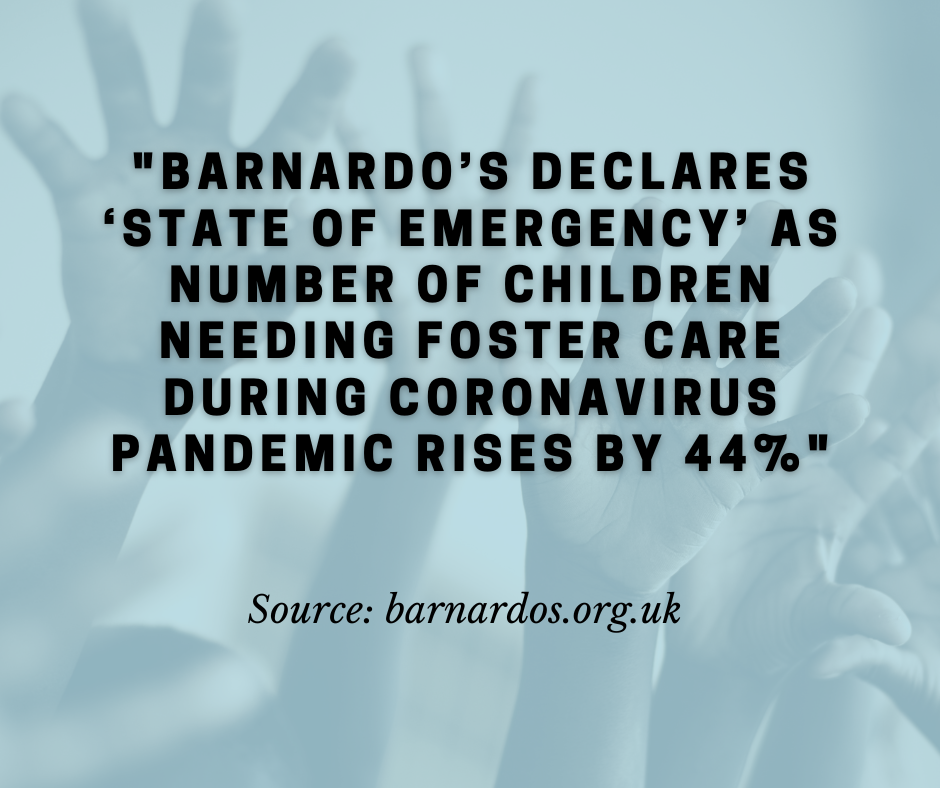 "BARNARDO’S DECLARES
‘STATE OF EMERGENCY’ AS
NUMBER OF CHILDREN
NEEDING FOSTER CARE
DURING CORONAVIRUS
PANDEMIC RISES BY 44%"
Source: barnardos.org.uk